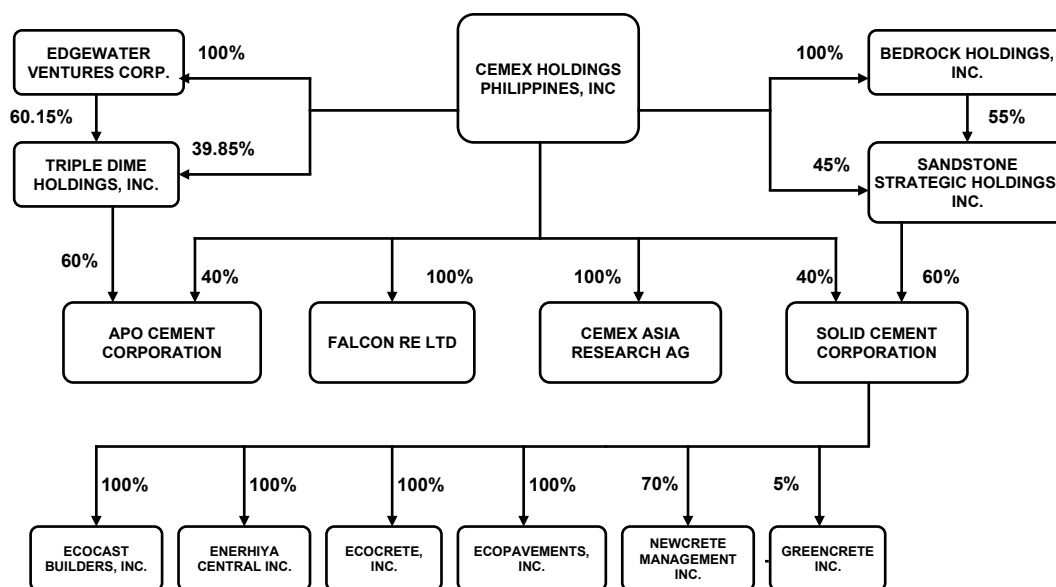 EDGEWATER
VENTURES CORP.
100%
CEMEX HOLDINGS
PHILIPPINES, INC
100%
BEDROCK HOLDINGS,
INC.
60.15%
55%
39.85%
TRIPLE DIME
HOLDINGS, INC.
45%
SANDSTONE
STRATEGIC HOLDINGS
INC.
60%
40%
100%
100%
40%
60%
APO CEMENT
CORPORATION
FALCON RE LTD
CEMEX ASIA
RESEARCH AG
SOLID CEMENT
CORPORATION
100%
100%
100%
100%
70%
5%
ECOCAST
BUILDERS, INC.
ENERHIYA
CENTRAL INC.
ECOCRETE,
INC.
ECOPAVEMENTS,
INC.
NEWCRETE
MANAGEMENT
INC.
GREENCRETE
INC.